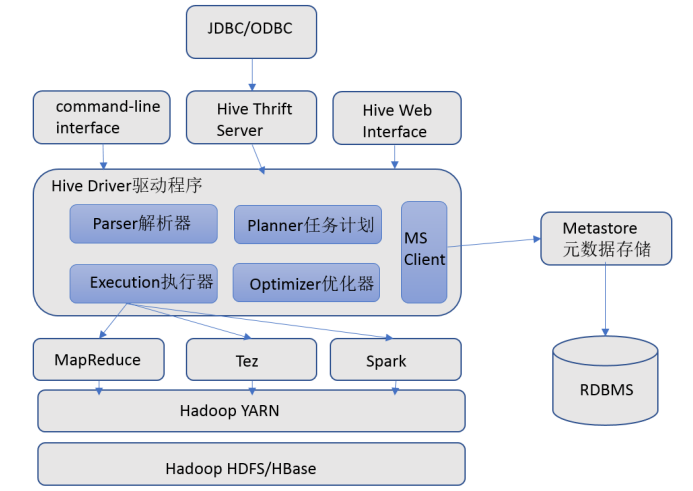 JDBC/ODBC
command-line
interface
Hive Thrift
Server
Hive Web
Interface
Hive Driver驱动程序
Parser解析器
Planner任务计划
MS
Client
Execution执行器
Optimizer优化器
Metastore
元数据存储
MapReduce
Tez
Spark
RDBMS
Hadoop YARN
Hadoop HDFS/HBase